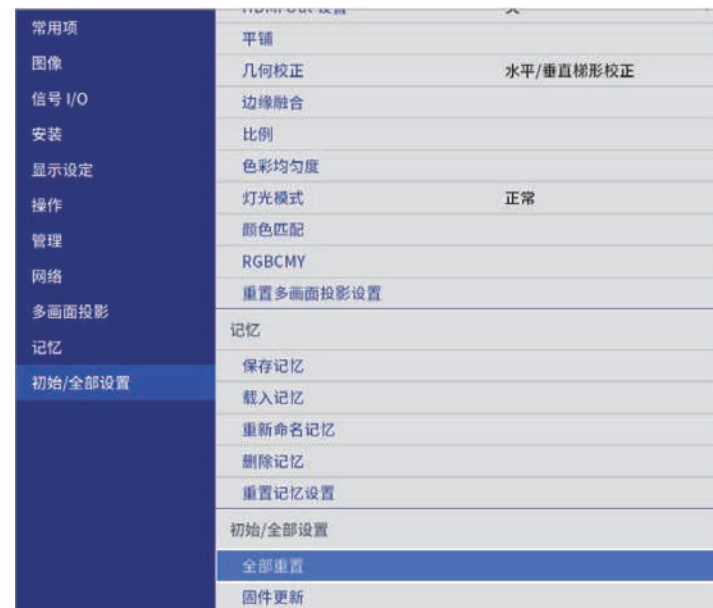 常用项
图像
信号 I/O
安装
显示设定
操作
管理
网络
多画面投影
记忆
初始/全部设置
平铺
几何校正 水平/垂直梯形校正
边缘融合
比例
色彩均匀度
灯光模式 正常
颜色匹配
RGBCMY
重置多画面投影设置
记忆
保存记忆
载入记忆
重新命名记忆
删除记忆
重置记忆设置
初始/全部设置
全部重置
固件更新